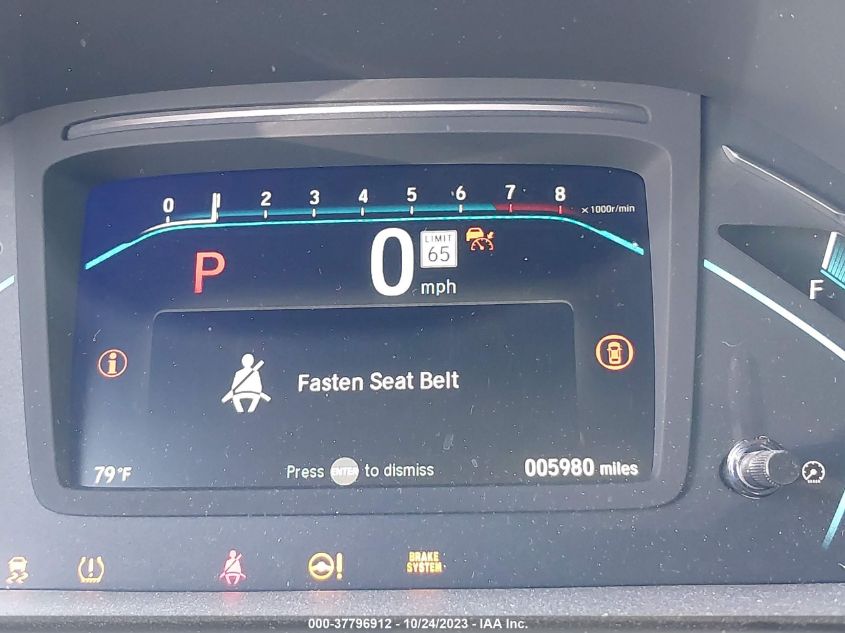 0 2 3 4 5 6 7 8 x1000r/min
P 0 mph LIMIT 65
F
Fasten Seat Belt
79°F Press ENTER to dismiss 005980 miles
BRAKE
SYSTEM
000-37796912 - 10/24/2023 - IAA Inc.